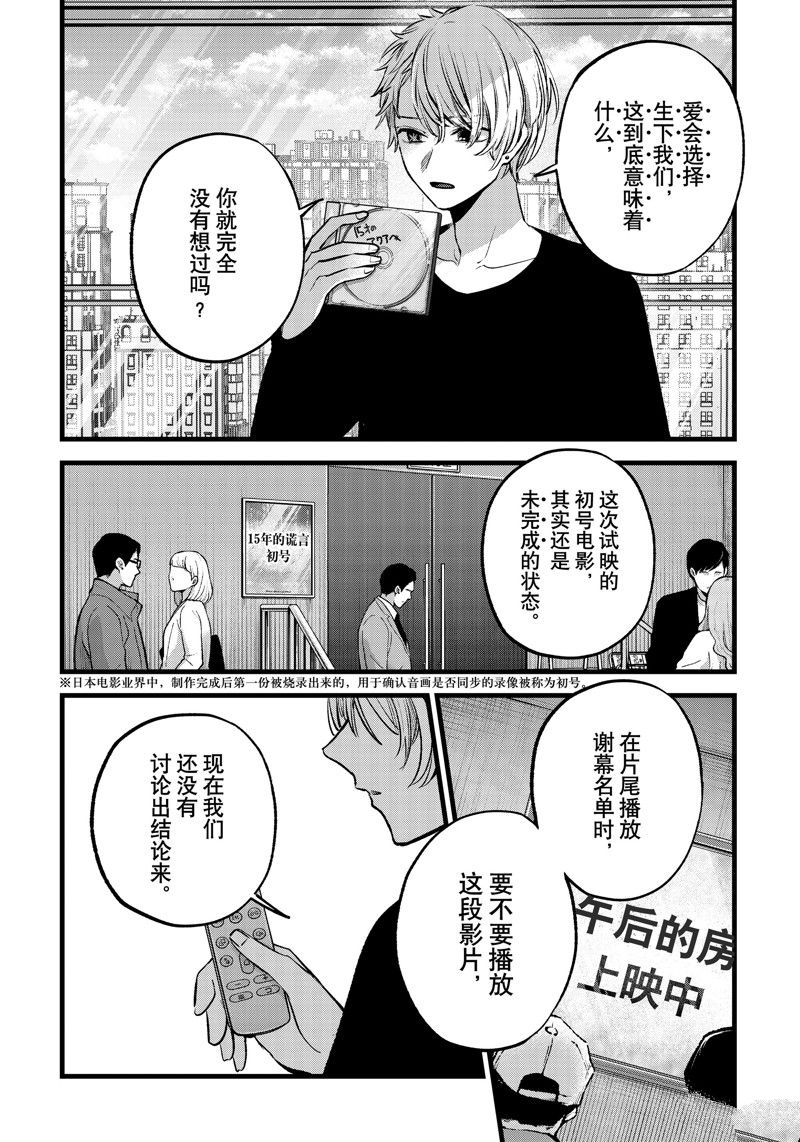 爱会选择
生下我们，
这到底意味着
什么，
你就完全
没有想过吗？
15才の
アクアへ
这次试映的
初号电影，
其实还是
未完成的状态。
15年的谎言
初号
※日本电影业界中，制作完成后第一份被烧录出来的，用于确认音画是否同步的录像被称为初号。
在片尾播放
谢幕名单时，
要不要播放
这段影片，
午后的房
上映中
现在我们
还没有
讨论出结论来。